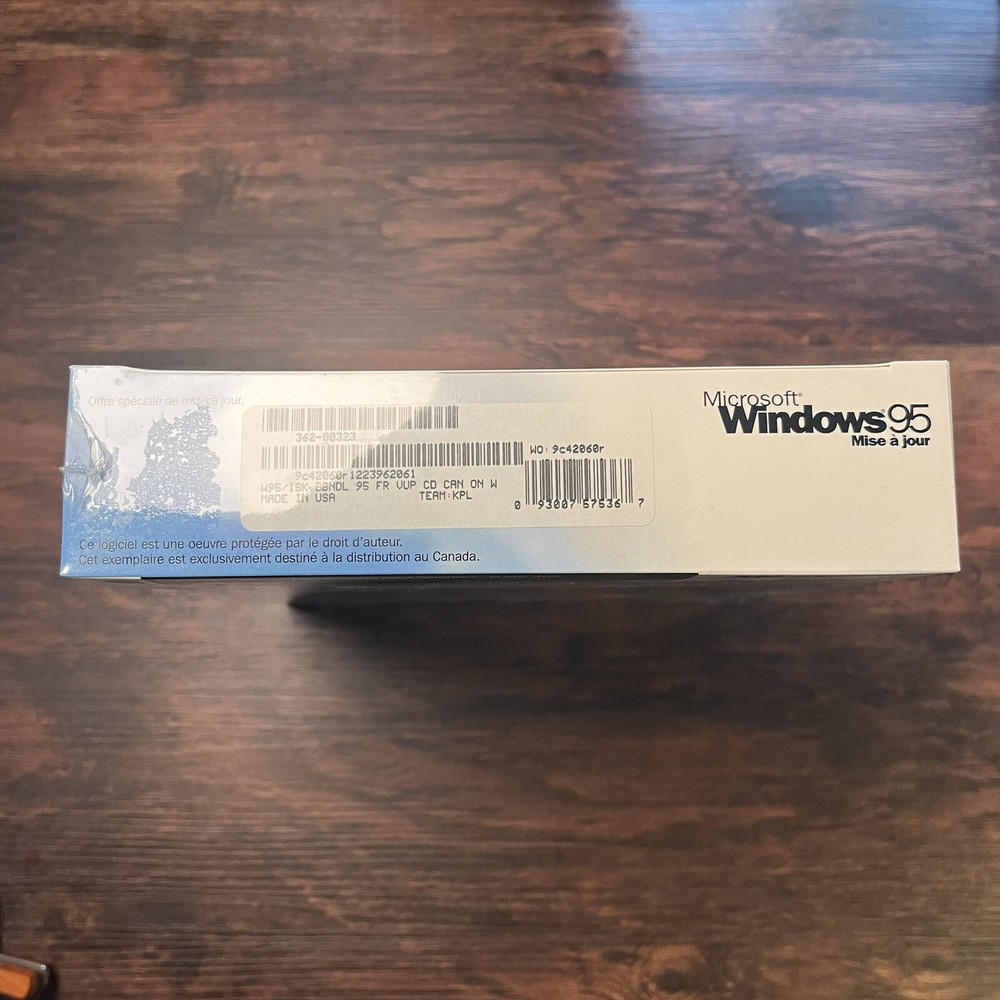 Offre spéciale de mise à jour.
362-00323
9c42060r1223962061
W95/ISK BBNDL 95 FR VUP CD CAN ON W
MADE IN USA TEAM:KPL
WO: 9c42060r
0 93007 57536 7
Microsoft®
Windows®95
Mise à jour
Ce logiciel est une oeuvre protégée par le droit d'auteur.
Cet exemplaire est exclusivement destiné à la distribution au Canada.